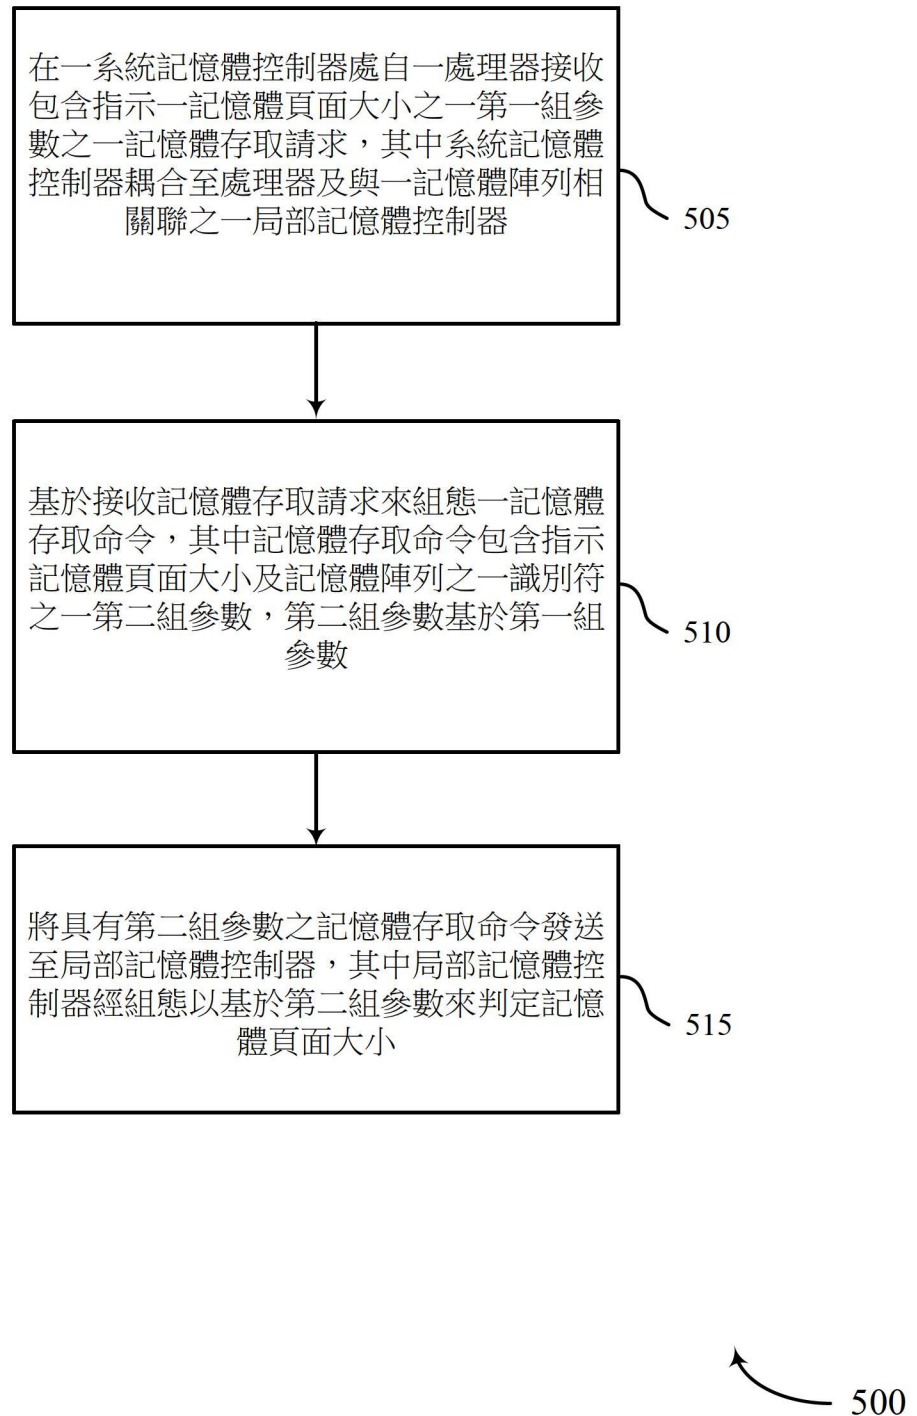 在一系統記憶體控制器處自一處理器接收
包含指示一記憶體頁面大小之一第一組參
數之一記憶體存取請求，其中系統記憶體
控制器耦合至處理器及與一記憶體陣列相
關聯之一局部記憶體控制器
505
基於接收記憶體存取請求來組態一記憶體
存取命令，其中記憶體存取命令包含指示
記憶體頁面大小及記憶體陣列之一識別符
之一第二組參數，第二組參數基於第一組
參數
510
將具有第二組參數之記憶體存取命令發送
至局部記憶體控制器，其中局部記憶體控
制器經組態以基於第二組參數來判定記憶
體頁面大小
515
500